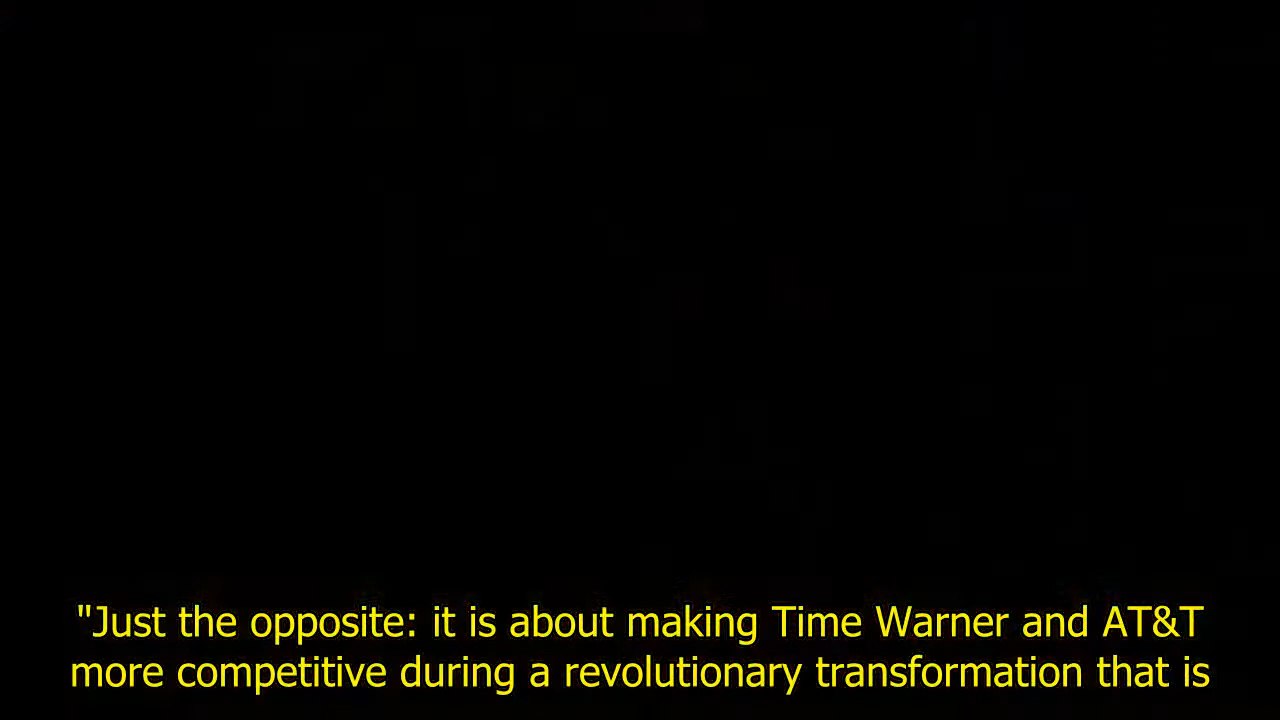 "Just the opposite: it is about making Time Warner and AT&T
more competitive during a revolutionary transformation that is